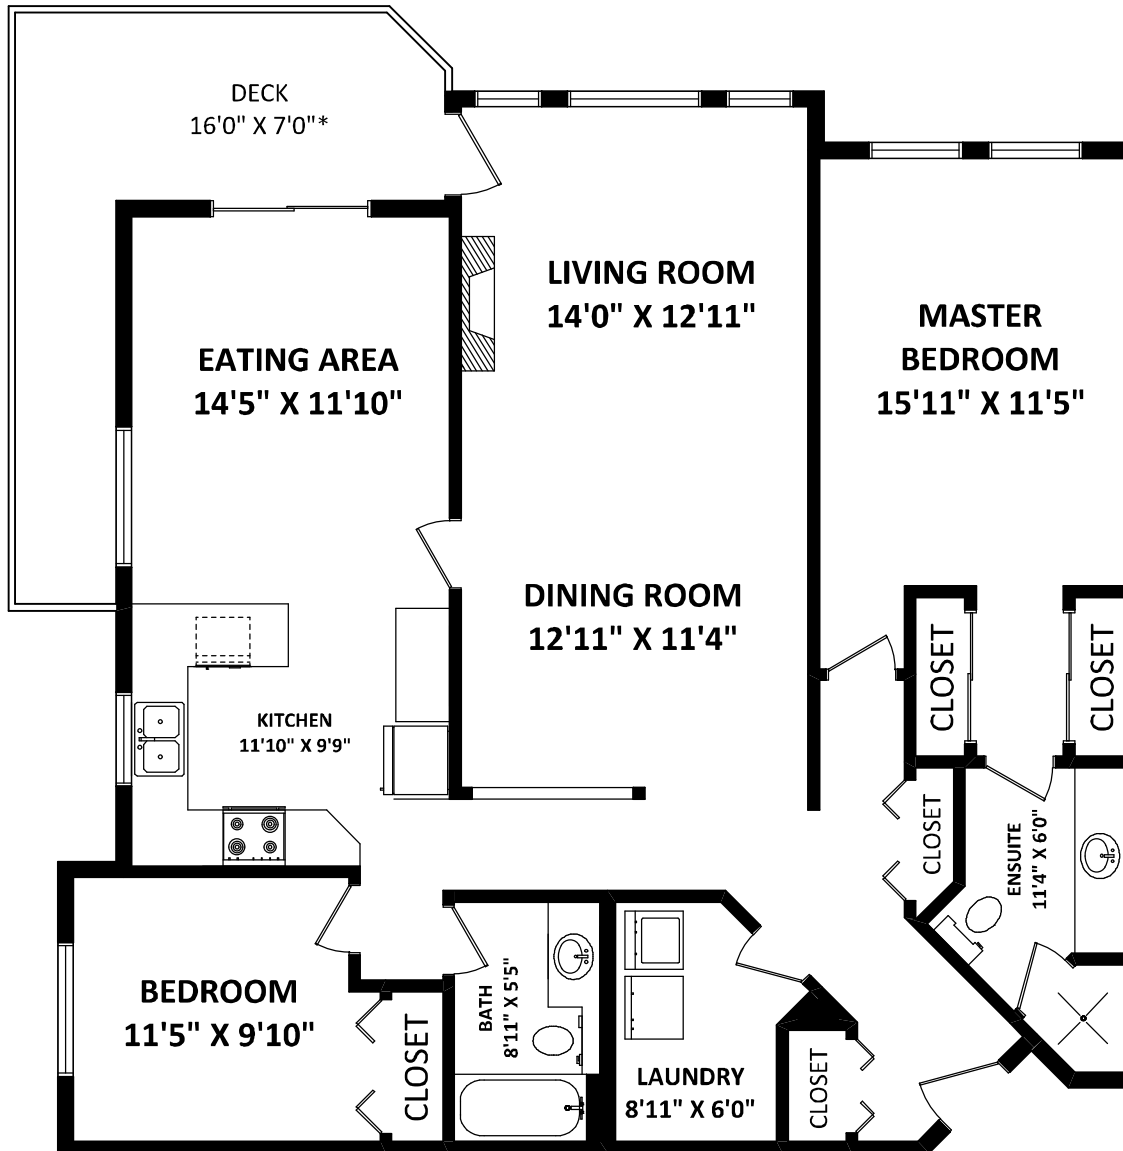 DECK
16'0" X 7'0"*
LIVING ROOM
14'0" X 12'11"
MASTER
BEDROOM
15'11" X 11'5"
EATING AREA
14'5" X 11'10"
DINING ROOM
12'11" X 11'4"
CLOSET
CLOSET
KITCHEN
11'10" X 9'9"
CLOSET
ENSUITE
11'4" X 6'0"
BEDROOM
11'5" X 9'10"
CLOSET
BATH
8'11" X 5'5"
LAUNDRY
8'11" X 6'0"
CLOSET